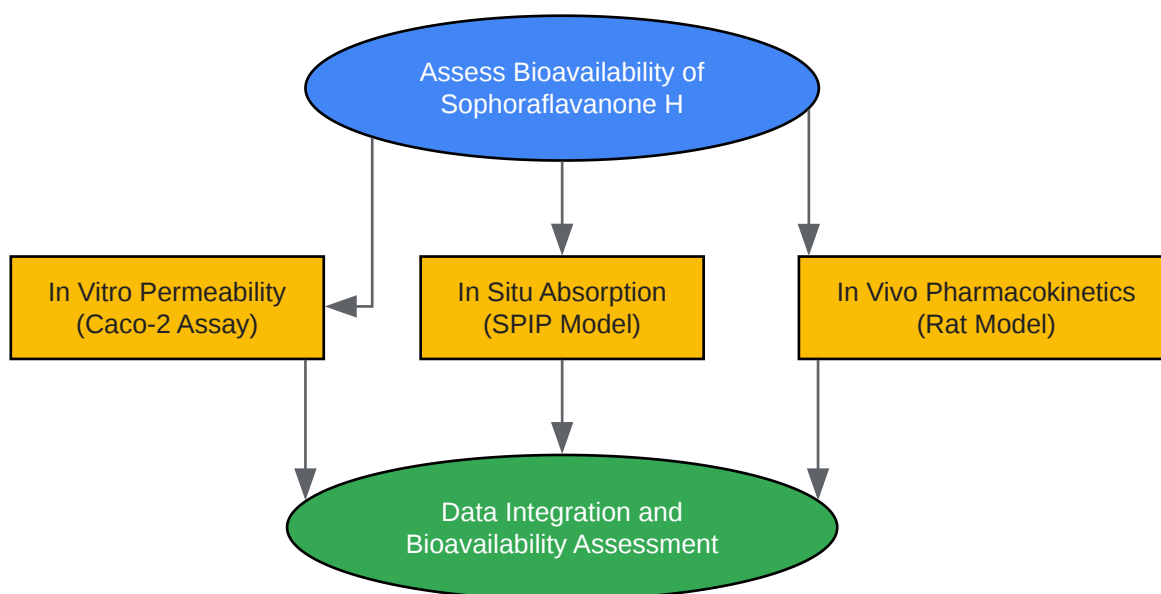 Assess Bioavailability of
Sophoraflavanone H
In Vitro Permeability
(Caco-2 Assay)
In Situ Absorption
(SPIP Model)
In Vivo Pharmacokinetics
(Rat Model)
Data Integration and
Bioavailability Assessment